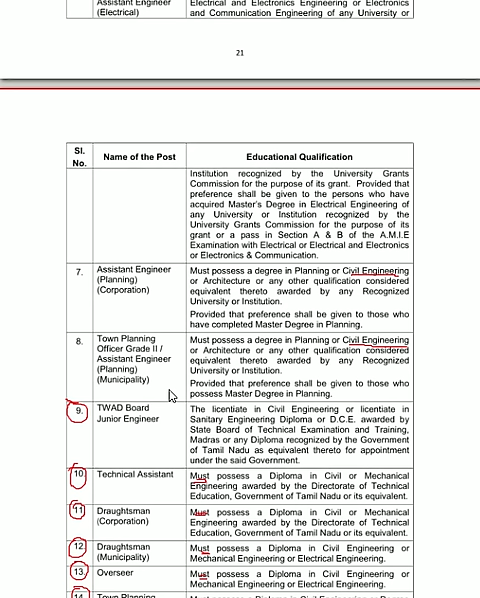 Assistant Engineer
(Electrical)
Electrical and Electronics Engineering or Electronics
and Communication Engineering of any University or
21
Sl. No.
Name of the Post
Educational Qualification
Institution recognized by the University Grants
Commission for the purpose of its grant. Provided that
preference shall be given to the persons who have
acquired Master's Degree in Electrical Engineering of
any University or Institution recognized by the
University Grants Commission for the purpose of its
grant or a pass in Section A & B of the A.M.I.E
Examination with Electrical or Electrical and Electronics
or Electronics & Communication.
7.
Assistant Engineer
(Planning)
(Corporation)
Must possess a degree in Planning or Civil Engineering
or Architecture or any other qualification considered
equivalent thereto awarded by any Recognized
University or Institution.
Provided that preference shall be given to those who
have completed Master Degree in Planning.
8.
Town Planning
Officer Grade II /
Assistant Engineer
(Planning)
(Municipality)
Must possess a degree in Planning or Civil Engineering
or Architecture or any other qualification considered
equivalent thereto awarded by any Recognized
University or Institution.
Provided that preference shall be given to those who
possess Master Degree in Planning.
9.
TWAD Board
Junior Engineer
The licentiate in Civil Engineering or licentiate in
Sanitary Engineering Diploma or D.C.E. awarded by
State Board of Technical Examination and Training,
Madras or any Diploma recognized by the Government
of Tamil Nadu as equivalent thereto for appointment
under the said Government.
10.
Technical Assistant
Must possess a Diploma in Civil or Mechanical
Engineering awarded by the Directorate of Technical
Education, Government of Tamil Nadu or its equivalent.
11
Draughtsman
(Corporation)
Must possess a Diploma in Civil or Mechanical
Engineering awarded by the Directorate of Technical
Education, Government of Tamil Nadu or its equivalent.
12.
Draughtsman
(Municipality)
Must possess a Diploma in Civil Engineering or
Mechanical Engineering or Electrical Engineering.
13.
Overseer
Must possess a Diploma in Civil Engineering or
Mechanical Engineering or Electrical Engineering.
14.
Town Planning